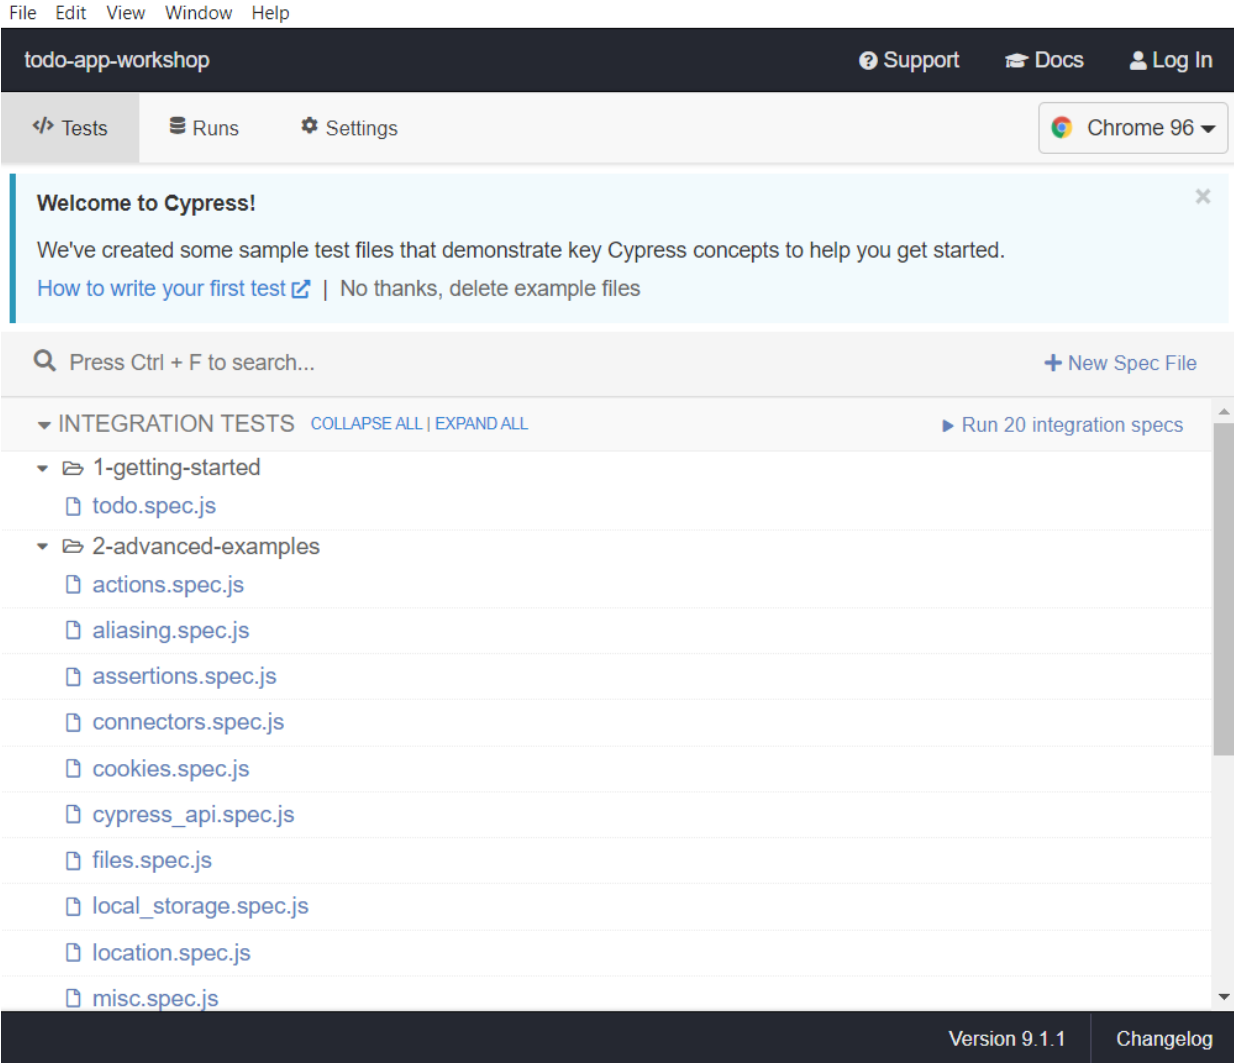 File Edit View Window Help
todo-app-workshop Support Docs Log In
Tests Runs Settings Chrome 96
Welcome to Cypress!
We've created some sample test files that demonstrate key Cypress concepts to help you get started.
How to write your first test | No thanks, delete example files
Press Ctrl + F to search... New Spec File
INTEGRATION TESTS COLLAPSE ALL | EXPAND ALL Run 20 integration specs
1-getting-started
todo.spec.js
2-advanced-examples
actions.spec.js
aliasing.spec.js
assertions.spec.js
connectors.spec.js
cookies.spec.js
cypress_api.spec.js
files.spec.js
local_storage.spec.js
location.spec.js
misc.spec.js
Version 9.1.1 Changelog